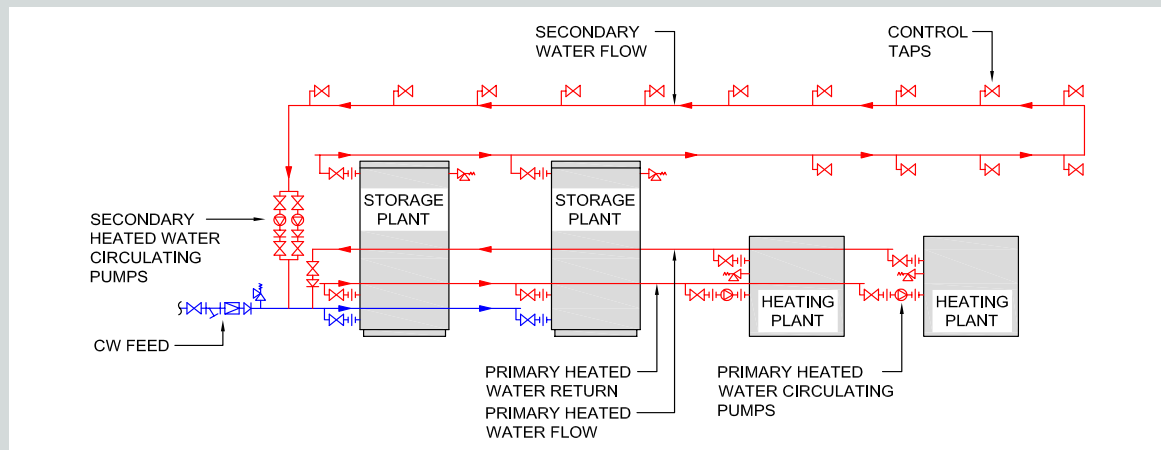 SECONDARY
WATER FLOW
CONTROL
TAPS
STORAGE
PLANT
STORAGE
PLANT
SECONDARY
HEATED WATER
CIRCULATING
PUMPS
HEATING
PLANT
HEATING
PLANT
CW FEED
PRIMARY HEATED
WATER RETURN
PRIMARY HEATED
WATER FLOW
PRIMARY HEATED
WATER CIRCULATING
PUMPS